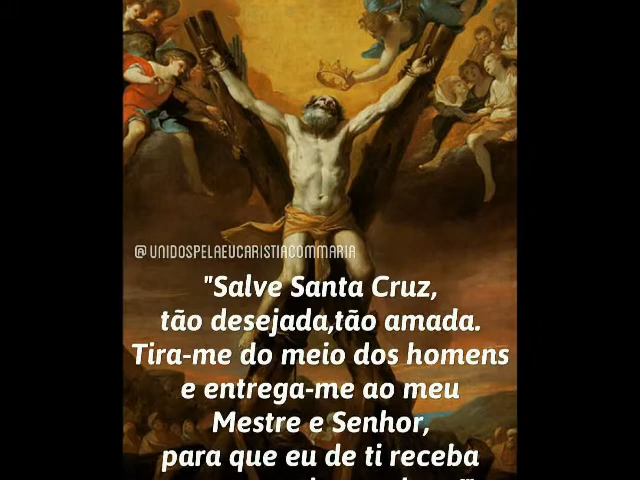 @UNIDOSPELAEUCARISTIACOMMARIA
"Salve Santa Cruz,
tão desejada,tão amada.
Tira-me do meio dos homens
e entrega-me ao meu
Mestre e Senhor,
para que eu de ti receba